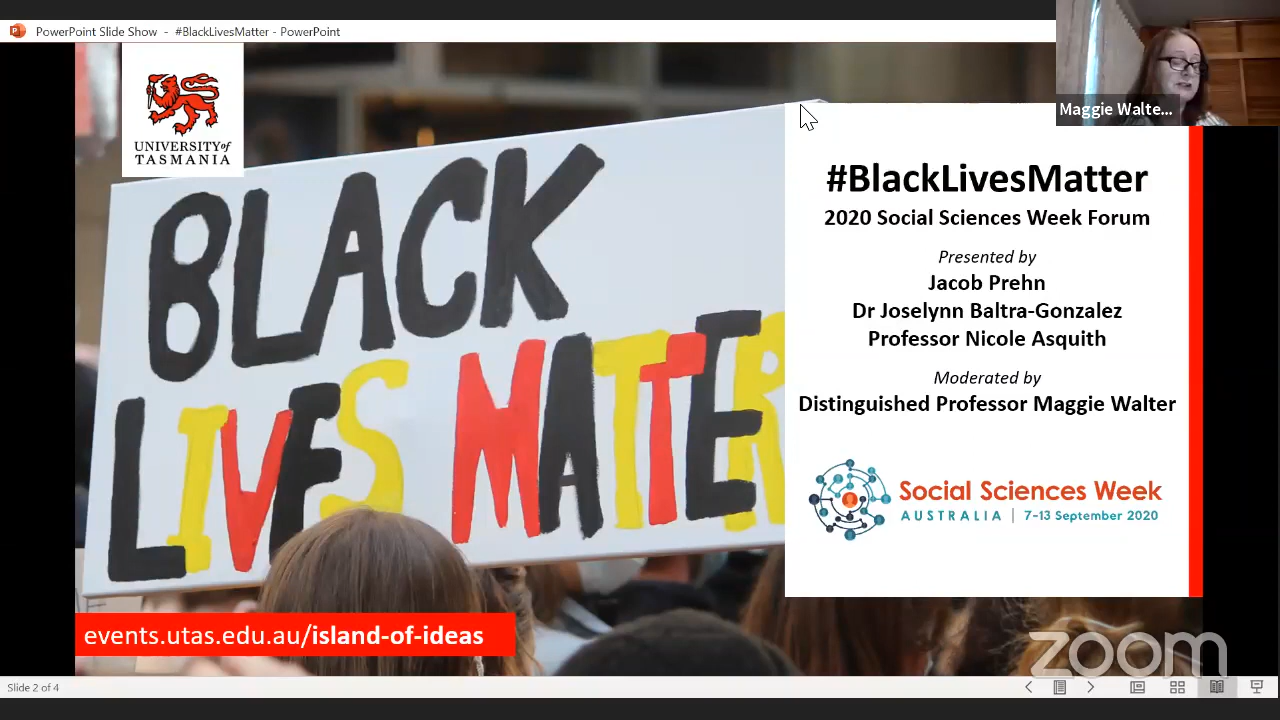 PowerPoint Slide Show - #BlackLivesMatter - PowerPoint
Maggie Walte...
UNIVERSITY of
TASMANIA
BLACK
LIVES MATTER
#BlackLivesMatter
2020 Social Sciences Week Forum
Presented by
Jacob Prehn
Dr Joselynn Baltra-Gonzalez
Professor Nicole Asquith
Moderated by
Distinguished Professor Maggie Walter
Social Sciences Week
AUSTRALIA | 7-13 September 2020
events.utas.edu.au/island-of-ideas
zoom
Slide 2 of 4